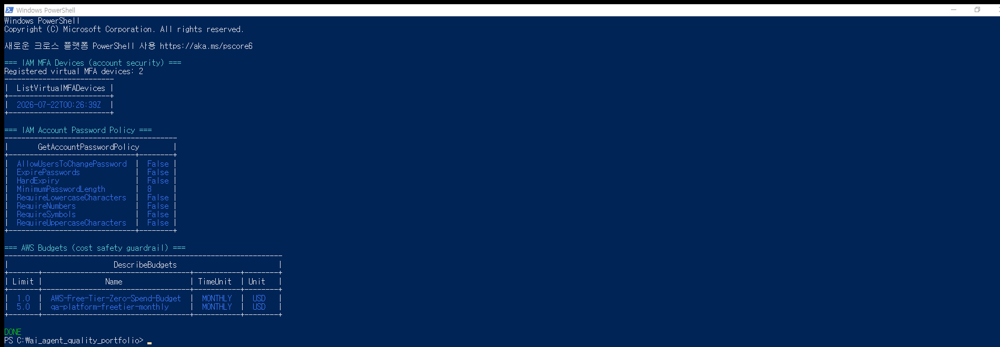 Windows PowerShell
Windows PowerShell
Copyright (C) Microsoft Corporation. All rights reserved.
새로운 크로스 플랫폼 PowerShell 사용 https://aka.ms/pscore6
=== IAM MFA Devices (account security) ===
Registered virtual MFA devices: 2
--------------------------
|  ListVirtualMFADevices |
+------------------------+
|  2026-07-22T00:26:39Z  |
+------------------------+
=== IAM Account Password Policy ===
-----------------------------------------
|       GetAccountPasswordPolicy        |
+------------------------------+--------+
|  AllowUsersToChangePassword  |  False |
|  ExpirePasswords             |  False |
|  HardExpiry                  |  False |
|  MinimumPasswordLength       |  8     |
|  RequireLowercaseCharacters  |  False |
|  RequireNumbers              |  False |
|  RequireSymbols              |  False |
|  RequireUppercaseCharacters  |  False |
+------------------------------+--------+
=== AWS Budgets (cost safety guardrail) ===
------------------------------------------------------------------
|                         DescribeBudgets                        |
+-------+-----------------------------------+-----------+--------+
| Limit |               Name                | TimeUnit  | Unit   |
+-------+-----------------------------------+-----------+--------+
|  1.0  |  AWS-Free-Tier-Zero-Spend-Budget  |  MONTHLY  |  USD   |
|  5.0  |  qa-platform-freetier-monthly     |  MONTHLY  |  USD   |
+-------+-----------------------------------+-----------+--------+
DONE
PS C:₩ai_agent_quality_portfolio>